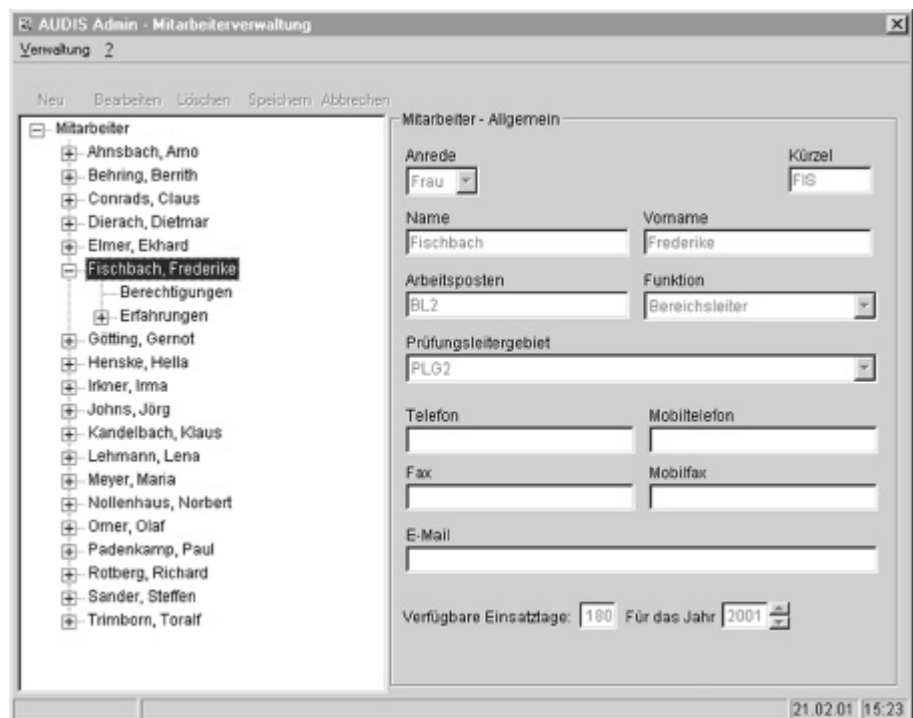 AUDIS Admin - Mitarbeiterverwaltung
Verwaltung ?
Neu Bearbeiten Löschen Speichern Abbrechen
Mitarbeiter
Ahnsbach, Arno
Behring, Berrith
Conrads, Claus
Dierach, Dietmar
Elmer, Ekhard
Fischbach, Frederike
Berechtigungen
Erfahrungen
Götting, Gernot
Henske, Hella
Irkner, Irma
Johns, Jörg
Kandelbach, Klaus
Lehmann, Lena
Meyer, Maria
Nollenhaus, Norbert
Omer, Olaf
Padenkamp, Paul
Rotberg, Richard
Sander, Steffen
Trimborn, Toralf
Mitarbeiter - Allgemein
Anrede Kürzel
Frau FIS
Name Vorname
Fischbach Frederike
Arbeitsposten Funktion
BL2 Bereichsleiter
Prüfungsleitergebiet
PLG2
Telefon Mobiltelefon
Fax Mobilfax
E-Mail
Verfügbare Einsatztage: 180 Für das Jahr 2001
21.02.01 15:23